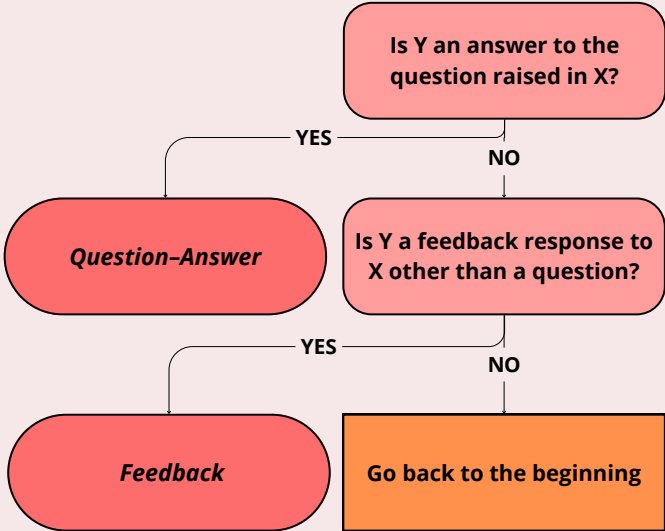 Is Y an answer to the
question raised in X?
YES
NO
Question–Answer
Is Y a feedback response to
X other than a question?
YES
NO
Feedback
Go back to the beginning